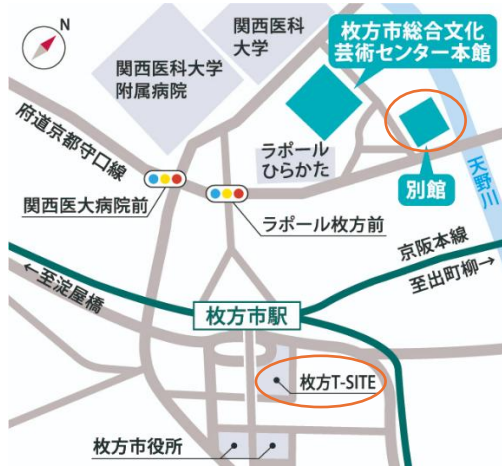 N
関西医科
大学
枚方市総合文化
芸術センター本館
関西医科大学
附属病院
府道京都守口線
ラポール
ひらかた
別館
天野川
関西医大病院前
ラポール枚方前
京阪本線
至出町柳→
←至淀屋橋
枚方市駅
枚方T-SITE
枚方市役所